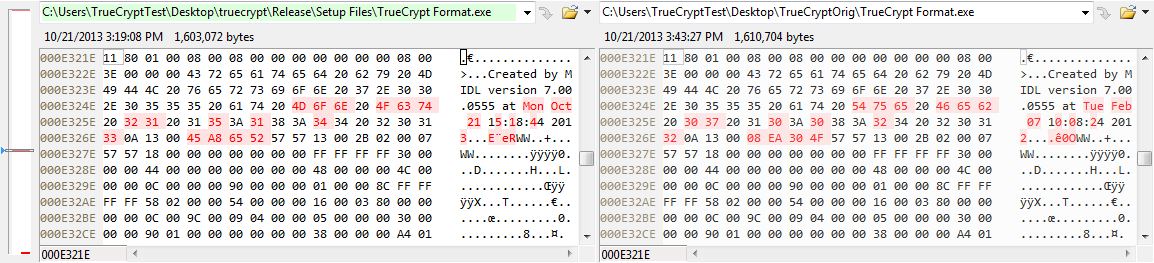 C:\Users\TrueCryptTest\Desktop\truecrypt\Release\Setup Files\TrueCrypt Format.exe
10/21/2013 3:19:08 PM 1,603,072 bytes
000E321E 11 80 01 00 08 00 08 00 00 00 00 00 00 00 08 00 .€..............
000E322E 3E 00 00 00 43 72 65 61 74 65 64 20 62 79 20 4D >...Created by M
000E323E 49 44 4C 20 76 65 72 73 69 6F 6E 20 37 2E 30 30 IDL version 7.00
000E324E 2E 30 35 35 35 20 61 74 20 4D 6F 6E 20 4F 63 74 .0555 at Mon Oct
000E325E 20 32 31 20 31 35 3A 31 38 3A 34 34 20 32 30 31 21 15:18:44 201
000E326E 33 0A 13 00 45 A8 65 52 57 57 13 00 2B 02 00 07 3...E¨eRWW..+...
000E327E 57 57 18 00 00 00 00 00 00 00 FF FF FF FF 30 00 WW........ÿÿÿÿ0.
000E328E 00 00 44 00 00 00 00 00 00 00 48 00 00 00 4C 00 ..D.......H...L.
000E329E 00 00 0C 00 00 00 90 00 00 00 01 00 00 8C FF FF .............Œÿÿ
000E32AE FF FF 58 02 00 00 54 00 00 00 16 00 03 80 00 00 ÿÿX...T......€..
000E32BE 00 00 0C 00 9C 00 09 04 00 00 05 00 00 00 30 00 ....œ.........0.
000E32CE 00 00 90 01 00 00 00 00 00 00 38 00 00 00 A4 01 ..........8...¤.
000E321E
C:\Users\TrueCryptTest\Desktop\TrueCryptOrig\TrueCrypt Format.exe
10/21/2013 3:43:27 PM 1,610,704 bytes
000E321E 11 80 01 00 08 00 08 00 00 00 00 00 00 00 08 00 .€..............
000E322E 3E 00 00 00 43 72 65 61 74 65 64 20 62 79 20 4D >...Created by M
000E323E 49 44 4C 20 76 65 72 73 69 6F 6E 20 37 2E 30 30 IDL version 7.00
000E324E 2E 30 35 35 35 20 61 74 20 54 75 65 20 46 65 62 .0555 at Tue Feb
000E325E 20 30 37 20 31 30 3A 30 38 3A 32 34 20 32 30 31 07 10:08:24 201
000E326E 32 0A 13 00 08 EA 30 4F 57 57 13 00 2B 02 00 07 2....ê0OWW..+...
000E327E 57 57 18 00 00 00 00 00 00 00 FF FF FF FF 30 00 WW........ÿÿÿÿ0.
000E328E 00 00 44 00 00 00 00 00 00 00 48 00 00 00 4C 00 ..D.......H...L.
000E329E 00 00 0C 00 00 00 90 00 00 00 01 00 00 8C FF FF .............Œÿÿ
000E32AE FF FF 58 02 00 00 54 00 00 00 16 00 03 80 00 00 ÿÿX...T......€..
000E32BE 00 00 0C 00 9C 00 09 04 00 00 05 00 00 00 30 00 ....œ.........0.
000E32CE 00 00 90 01 00 00 00 00 00 00 38 00 00 00 A4 01 ..........8...¤.
000E321E